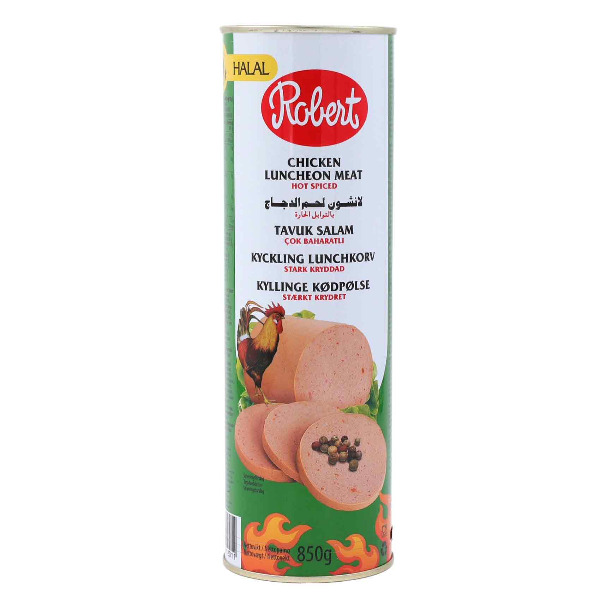 HALAL
Robert
CHICKEN
LUNCHEON MEAT
HOT SPICED
لانشون لحم الدجاج
بالتوابل الحارة
TAVUK SALAM
ÇOK BAHARATLI
KYCKLING LUNCHKORV
STARK KRYDDAD
KYLLINGE KØDPØLSE
STÆRKT KRYDRET
850g